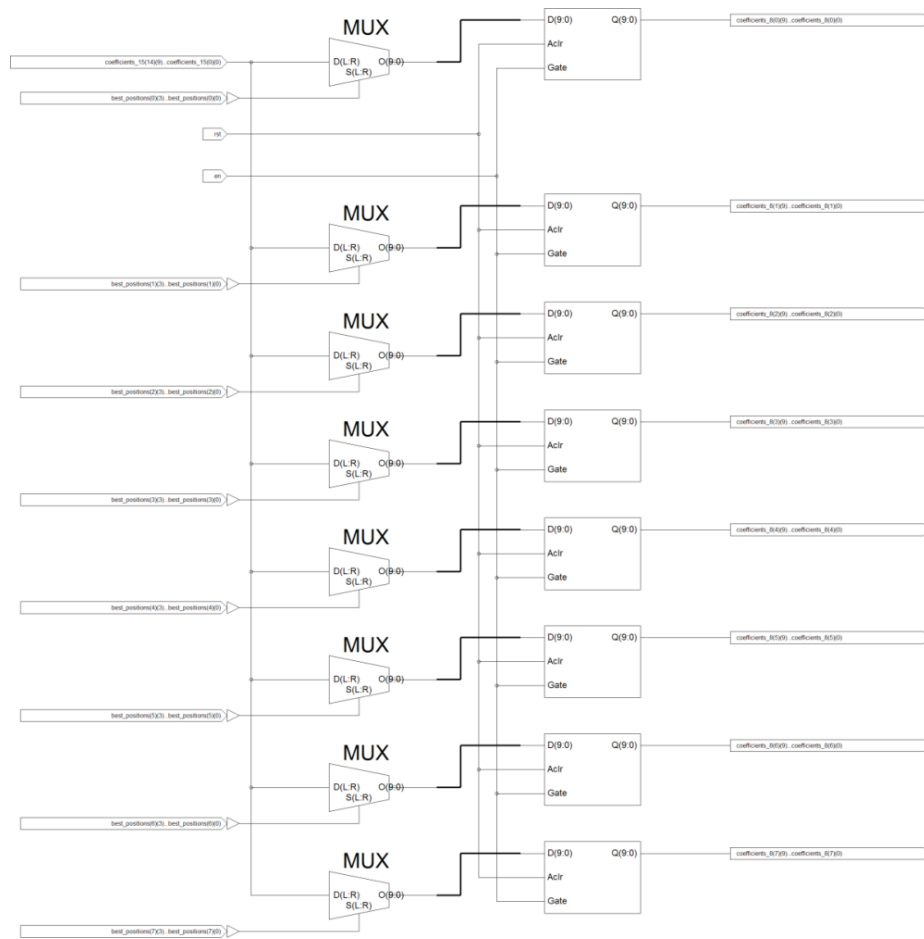 MUX
D(9:0) Q(9:0)
coefficients_8(0)(9)..coefficients_8(0)(0)
coefficients_15(14)(9)..coefficients_15(0)(0)
D(L:R) O(9:0)
S(L:R)
Aclr
Gate
best_positions(0)(3)..best_positions(0)(0)
rst
en
MUX
D(9:0) Q(9:0)
coefficients_8(1)(9)..coefficients_8(1)(0)
D(L:R) O(9:0)
S(L:R)
Aclr
Gate
best_positions(1)(3)..best_positions(1)(0)
MUX
D(9:0) Q(9:0)
coefficients_8(2)(9)..coefficients_8(2)(0)
D(L:R) O(9:0)
S(L:R)
Aclr
Gate
best_positions(2)(3)..best_positions(2)(0)
MUX
D(9:0) Q(9:0)
coefficients_8(3)(9)..coefficients_8(3)(0)
D(L:R) O(9:0)
S(L:R)
Aclr
Gate
best_positions(3)(3)..best_positions(3)(0)
MUX
D(9:0) Q(9:0)
coefficients_8(4)(9)..coefficients_8(4)(0)
D(L:R) O(9:0)
S(L:R)
Aclr
Gate
best_positions(4)(3)..best_positions(4)(0)
MUX
D(9:0) Q(9:0)
coefficients_8(5)(9)..coefficients_8(5)(0)
D(L:R) O(9:0)
S(L:R)
Aclr
Gate
best_positions(5)(3)..best_positions(5)(0)
MUX
D(9:0) Q(9:0)
coefficients_8(6)(9)..coefficients_8(6)(0)
D(L:R) O(9:0)
S(L:R)
Aclr
Gate
best_positions(6)(3)..best_positions(6)(0)
MUX
D(9:0) Q(9:0)
coefficients_8(7)(9)..coefficients_8(7)(0)
D(L:R) O(9:0)
S(L:R)
Aclr
Gate
best_positions(7)(3)..best_positions(7)(0)